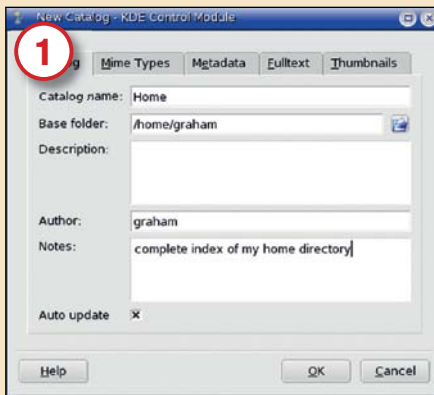 New Catalog - KDE Control Module
1
Mime Types Metadata Fulltext Thumbnails
Catalog name: Home
Base folder: /home/graham
Description:
Author: graham
Notes: complete index of my home directory
Auto update
Help OK Cancel